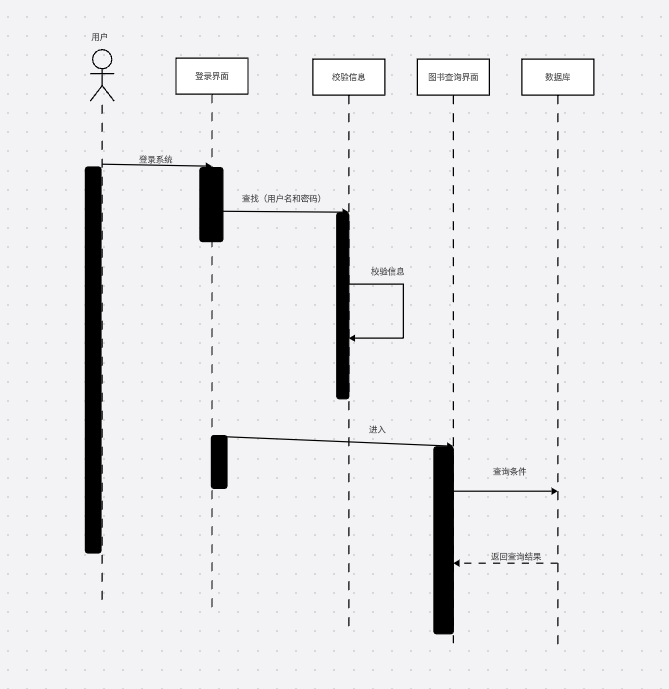 用户
登录界面
校验信息
图书查询界面
数据库
登录系统
查找（用户名和密码）
校验信息
进入
查询条件
返回查询结果